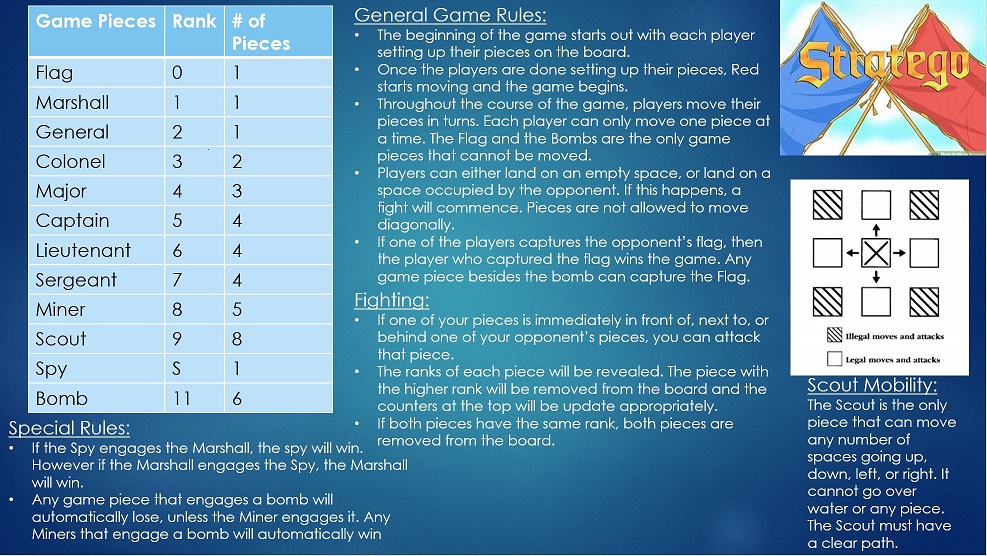 Game Pieces Rank # of
Pieces
Flag 0 1
Marshall 1 1
General 2 1
Colonel 3 2
Major 4 3
Captain 5 4
Lieutenant 6 4
Sergeant 7 4
Miner 8 5
Scout 9 8
Spy S 1
Bomb 11 6
Special Rules:
• If the Spy engages the Marshall, the spy will win.
However if the Marshall engages the Spy, the Marshall
will win.
• Any game piece that engages a bomb will
automatically lose, unless the Miner engages it. Any
Miners that engage a bomb will automatically win
General Game Rules:
• The beginning of the game starts out with each player
setting up their pieces on the board.
• Once the players are done setting up their pieces, Red
starts moving and the game begins.
• Throughout the course of the game, players move their
pieces in turns. Each player can only move one piece at
a time. The Flag and the Bombs are the only game
pieces that cannot be moved.
• Players can either land on an empty space, or land on a
space occupied by the opponent. If this happens, a
fight will commence. Pieces are not allowed to move
diagonally.
• If one of the players captures the opponent's flag, then
the player who captured the flag wins the game. Any
game piece besides the bomb can capture the Flag.
Fighting:
• If one of your pieces is immediately in front of, next to, or
behind one of your opponent's pieces, you can attack
that piece.
• The ranks of each piece will be revealed. The piece with
the higher rank will be removed from the board and the
counters at the top will be update appropriately.
• If both pieces have the same rank, both pieces are
removed from the board.
Stratego
Illegal moves and attacks
Legal moves and attacks
Scout Mobility:
The Scout is the only
piece that can move
any number of
spaces going up,
down, left, or right. It
cannot go over
water or any piece.
The Scout must have
a clear path.